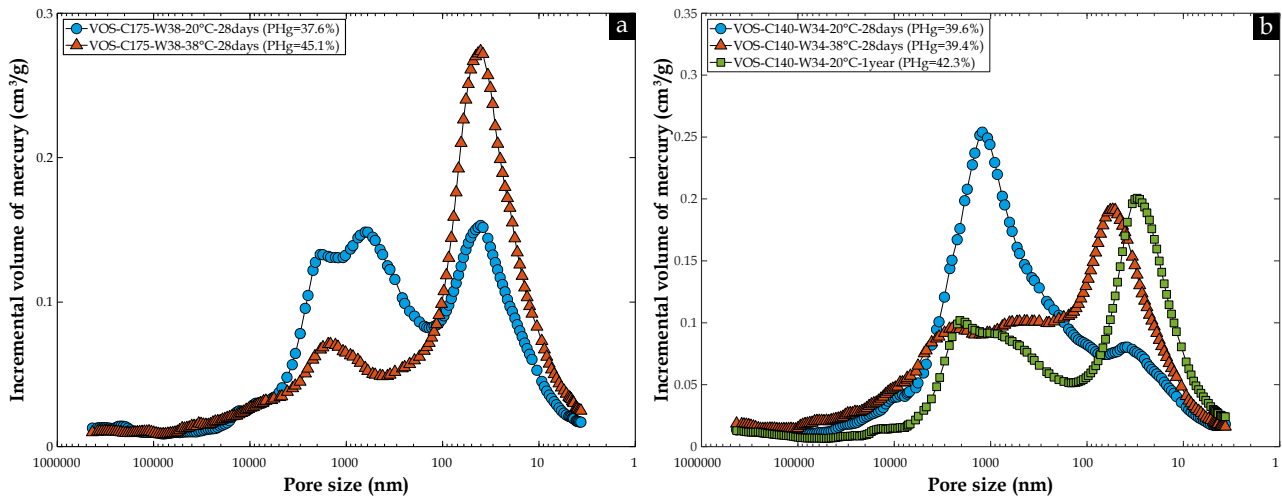 a
VOS-C175-W38-20°C-28days (PHg=37.6%)
VOS-C175-W38-38°C-28days (PHg=45.1%)
Incremental volume of mercury (cm³/g)
0.3
0.2
0.1
0
1000000 100000 10000 1000 100 10 1
Pore size (nm)
b
VOS-C140-W34-20°C-28days (PHg=39.6%)
VOS-C140-W34-38°C-28days (PHg=39.4%)
VOS-C140-W34-20°C-1year (PHg=42.3%)
Incremental volume of mercury (cm³/g)
0.35
0.3
0.25
0.2
0.15
0.1
0.05
0
1000000 100000 10000 1000 100 10 1
Pore size (nm)